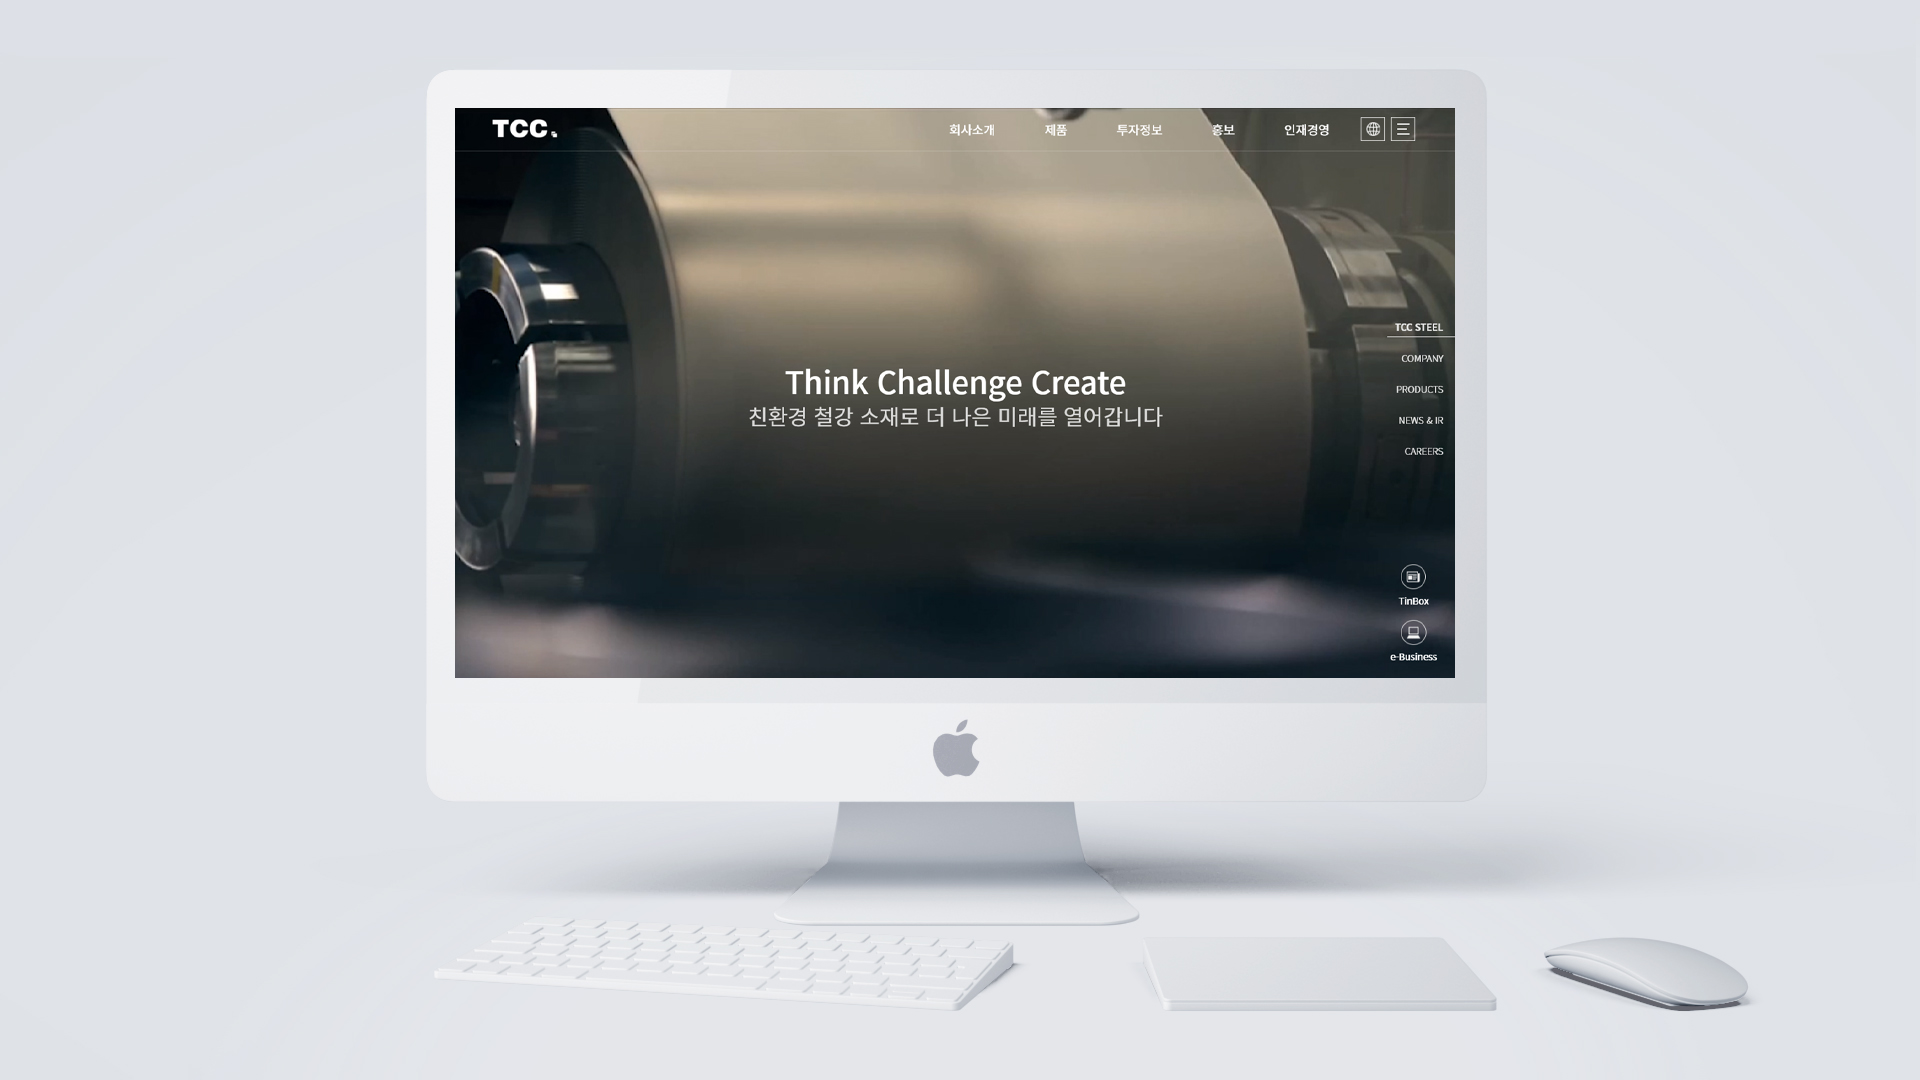 TCC
회사소개 제품 투자정보 홍보 인재경영
TCC STEEL
COMPANY
PRODUCTS
NEWS & IR
CAREERS
Think Challenge Create
친환경 철강 소재로 더 나은 미래를 열어갑니다
TinBox
e-Business